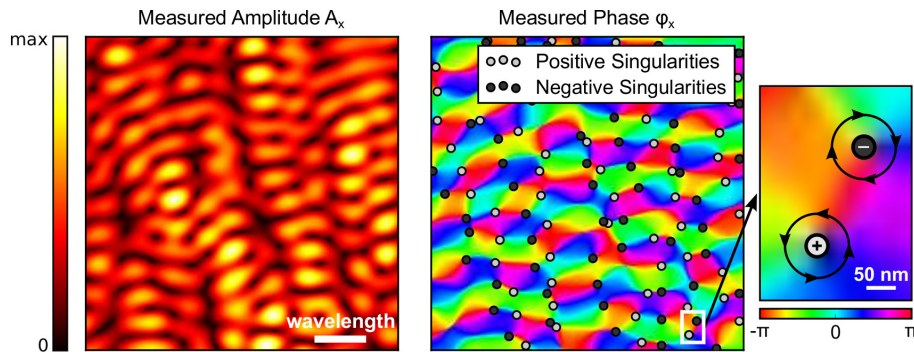 Measured Amplitude Aₓ
Measured Phase φₓ
max
0
wavelength
Positive Singularities
Negative Singularities
−
+
50 nm
-π 0 π